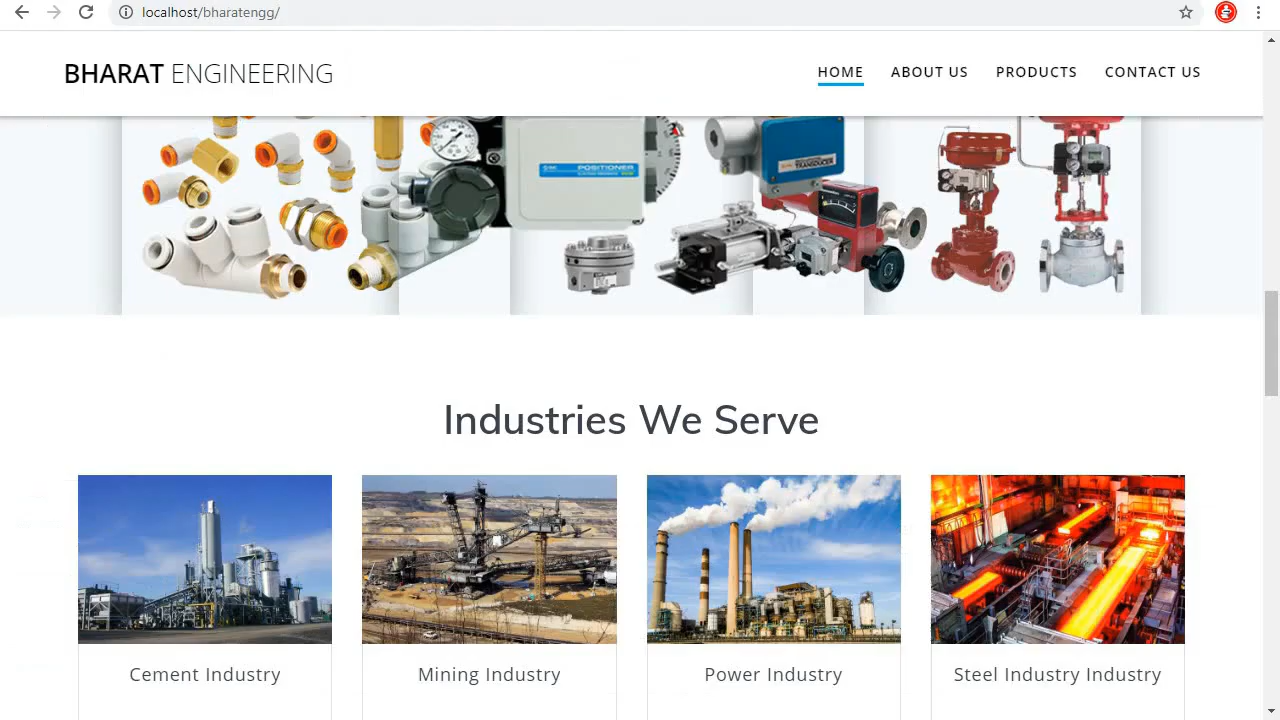 localhost/bharatengg/
BHARAT ENGINEERING
HOME ABOUT US PRODUCTS CONTACT US
POSITIONER
TRANSDUCER
Industries We Serve
Cement Industry
Mining Industry
Power Industry
Steel Industry Industry